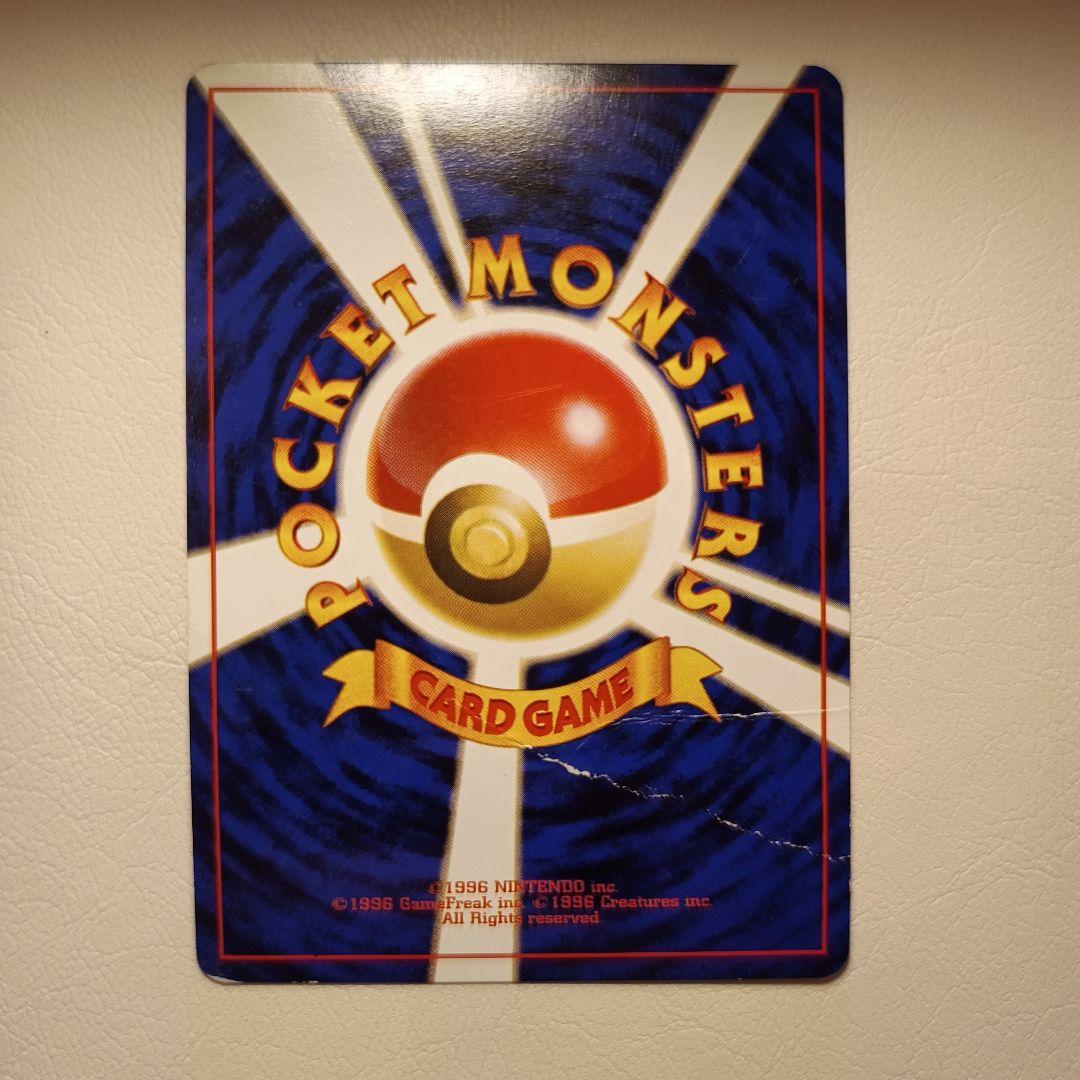 POCKET MONSTERS
CARD GAME
©1996 NINTENDO inc.
©1996 GameFreak inc. ©1996 Creatures inc.
All Rights reserved.